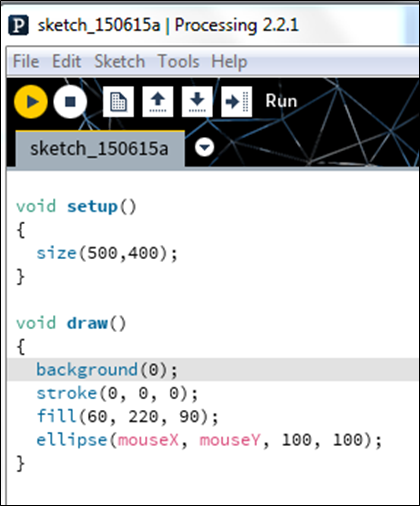 P sketch_150615a | Processing 2.2.1
File Edit Sketch Tools Help
Run
sketch_150615a
void setup()
{
  size(500,400);
}
void draw()
{
  background(0);
  stroke(0, 0, 0);
  fill(60, 220, 90);
  ellipse(mouseX, mouseY, 100, 100);
}